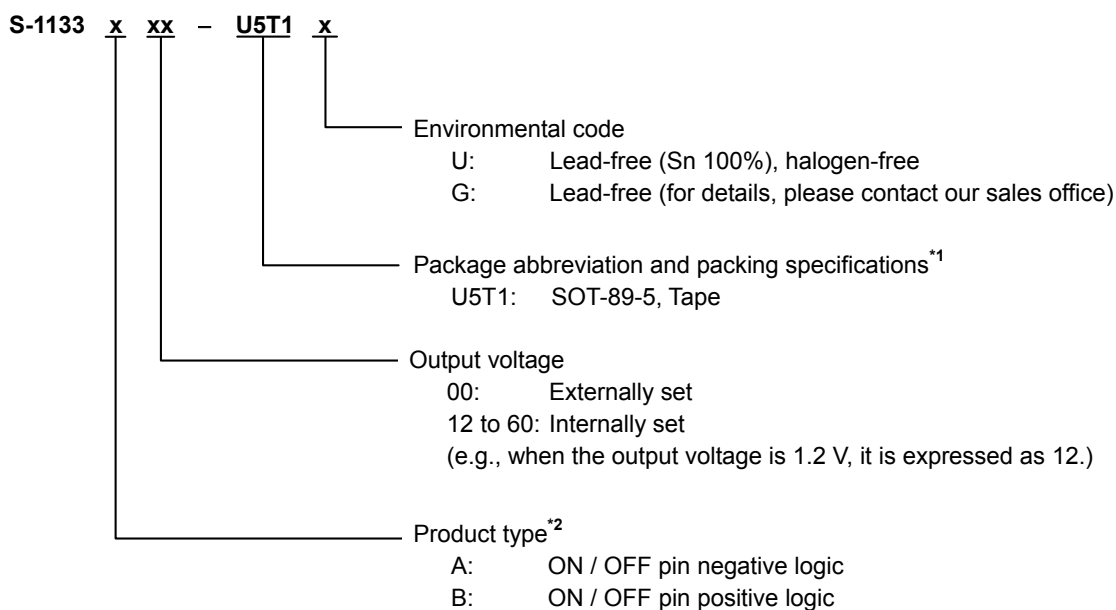 S-1133 x xx – U5T1 x
Environmental code
U: Lead-free (Sn 100%), halogen-free
G: Lead-free (for details, please contact our sales office)
Package abbreviation and packing specifications*1
U5T1: SOT-89-5, Tape
Output voltage
00: Externally set
12 to 60: Internally set
(e.g., when the output voltage is 1.2 V, it is expressed as 12.)
Product type*2
A: ON / OFF pin negative logic
B: ON / OFF pin positive logic